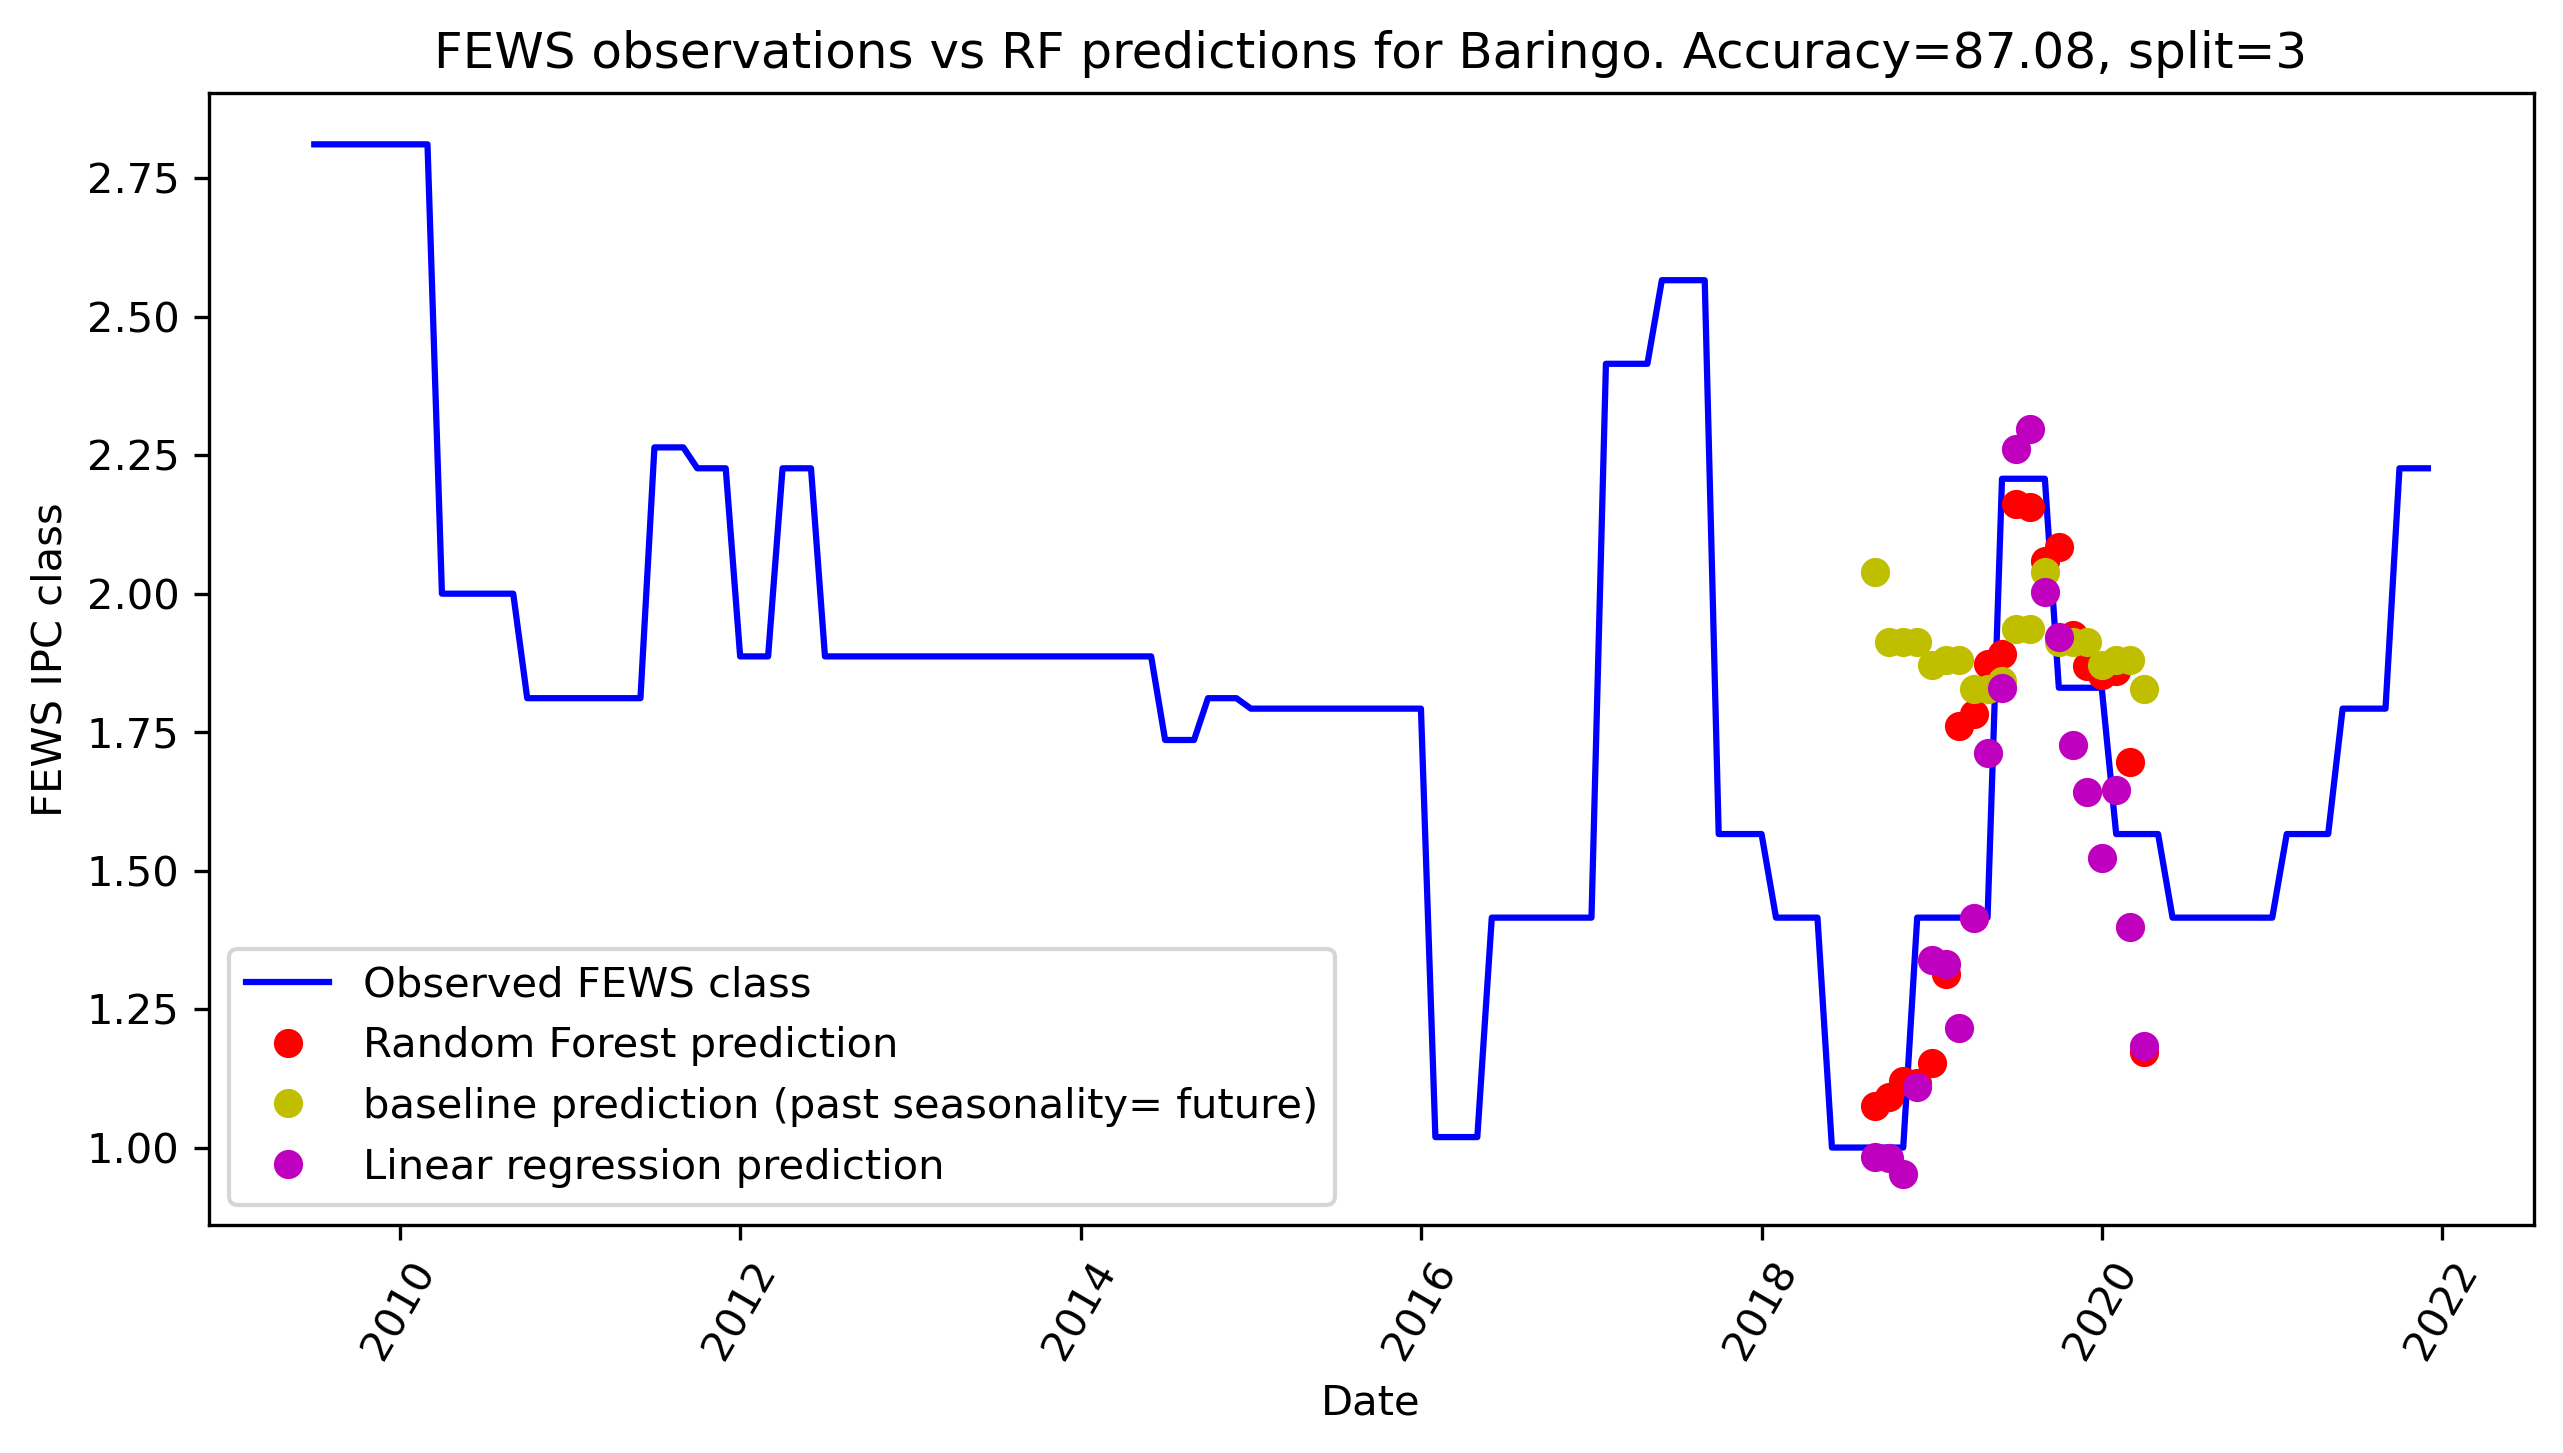 FEWS observations vs RF predictions for Baringo. Accuracy=87.08, split=3
FEWS IPC class
2.75
2.50
2.25
2.00
1.75
1.50
1.25
1.00
Observed FEWS class
Random Forest prediction
baseline prediction (past seasonality= future)
Linear regression prediction
2010
2012
2014
2016
2018
2020
2022
Date